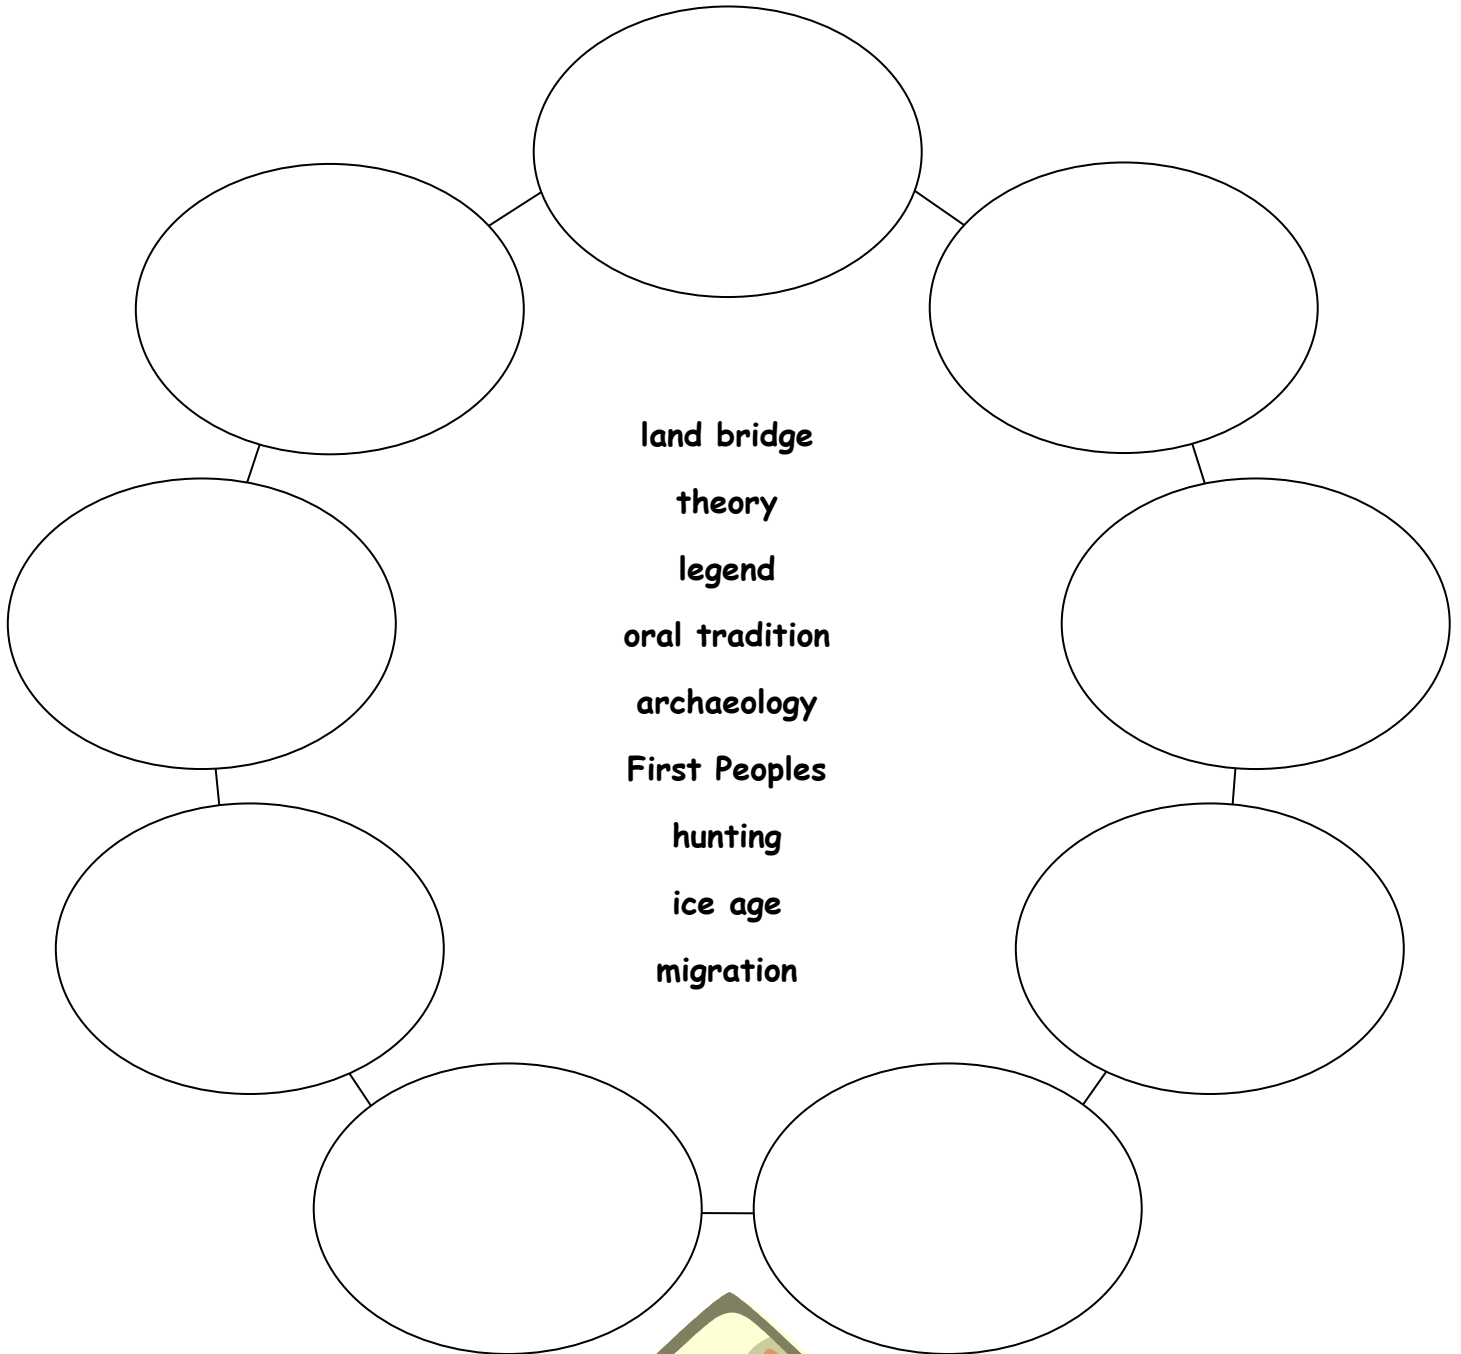 land bridge
theory
legend
oral tradition
archaeology
First Peoples
hunting
ice age
migration